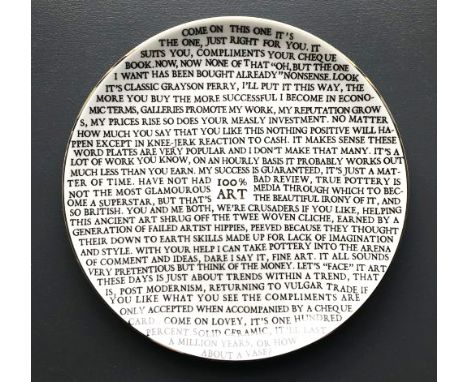 COME ON THIS ONE IT'S
THE ONE, JUST RIGHT FOR YOU. IT
SUITS YOU, COMPLIMENTS YOUR CHEQUE
BOOK. NOW, NOW NONE OF THAT "OH, BUT THE ONE
I WANT HAS BEEN BOUGHT ALREADY" NONSENSE. LOOK
IT'S CLASSIC GRAYSON PERRY, I'LL PUT IT THIS WAY, THE
MORE YOU BUY THE MORE SUCCESSFUL I BECOME IN ECONO-
MIC TERMS, GALLERIES PROMOTE MY WORK, MY REPUTATION GROW
S, MY PRICES RISE SO DOES YOUR MEASLY INVESTMENT. NO MATTER
HOW MUCH YOU SAY THAT YOU LIKE THIS NOTHING POSITIVE WILL HA-
PPEN EXCEPT IN KNEE-JERK REACTION TO CASH. IT MAKES SENSE THESE
WORD PLATES ARE VERY POPULAR AND I DON'T MAKE THAT MANY. IT'S A
LOT OF WORK YOU KNOW, ON AN HOURLY BASIS IT PROBABLY WORKS OUT
MUCH LESS THAN YOU EARN. MY SUCCESS IS GUARANTEED, IT'S JUST A MAT-
TER OF TIME. HAVE NOT HAD 100% BAD REVIEW, TRUE POTTERY IS
NOT THE MOST GLAMOUROUS ART MEDIA THROUGH WHICH TO BEC-
OME A SUPERSTAR, BUT THAT'S THE BEAUTIFUL IRONY OF IT, AND
SO BRITISH. YOU AND ME BOTH, WE'RE CRUSADERS IF YOU LIKE, HELPING
THIS ANCIENT ART SHRUG OFF THE TWEE WOVEN CLICHE, EARNED BY A
GENERATION OF FAILED ARTIST HIPPIES, PEEVED BECAUSE THEY THOUGHT
THEIR DOWN TO EARTH SKILLS MADE UP FOR LACK OF IMAGINATION
AND STYLE. WITH YOUR HELP I CAN TAKE POTTERY INTO THE ARENA
OF COMMENT AND IDEAS, DARE I SAY IT, FINE ART. IT ALL SOUNDS
VERY PRETENTIOUS BUT THINK OF THE MONEY. LET'S "FACE" IT ART
THESE DAYS IS JUST ABOUT TRENDS WITHIN A TREND, THAT
IS, POST MODERNISM, RETURNING TO VULGAR TRADE, IF
YOU LIKE WHAT YOU SEE THE COMPLIMENTS ARE
ONLY ACCEPTED WHEN ACCOMPANIED BY A CHEQUE
CARD. COME ON LOVEY, IT'S ONE HUNDRED
PERCENT SOLID CERAMIC, IT'LL LAST
A MILLION YEARS, OR HOW
ABOUT A VASE?